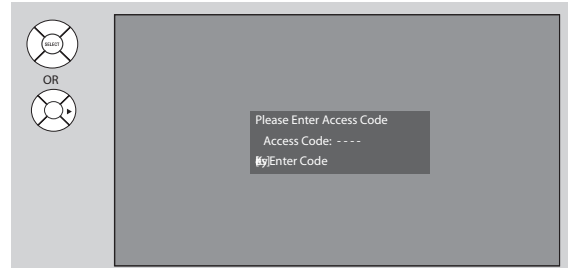 SELECT
OR
Please Enter Access Code
Access Code: - - - -
Enter Code